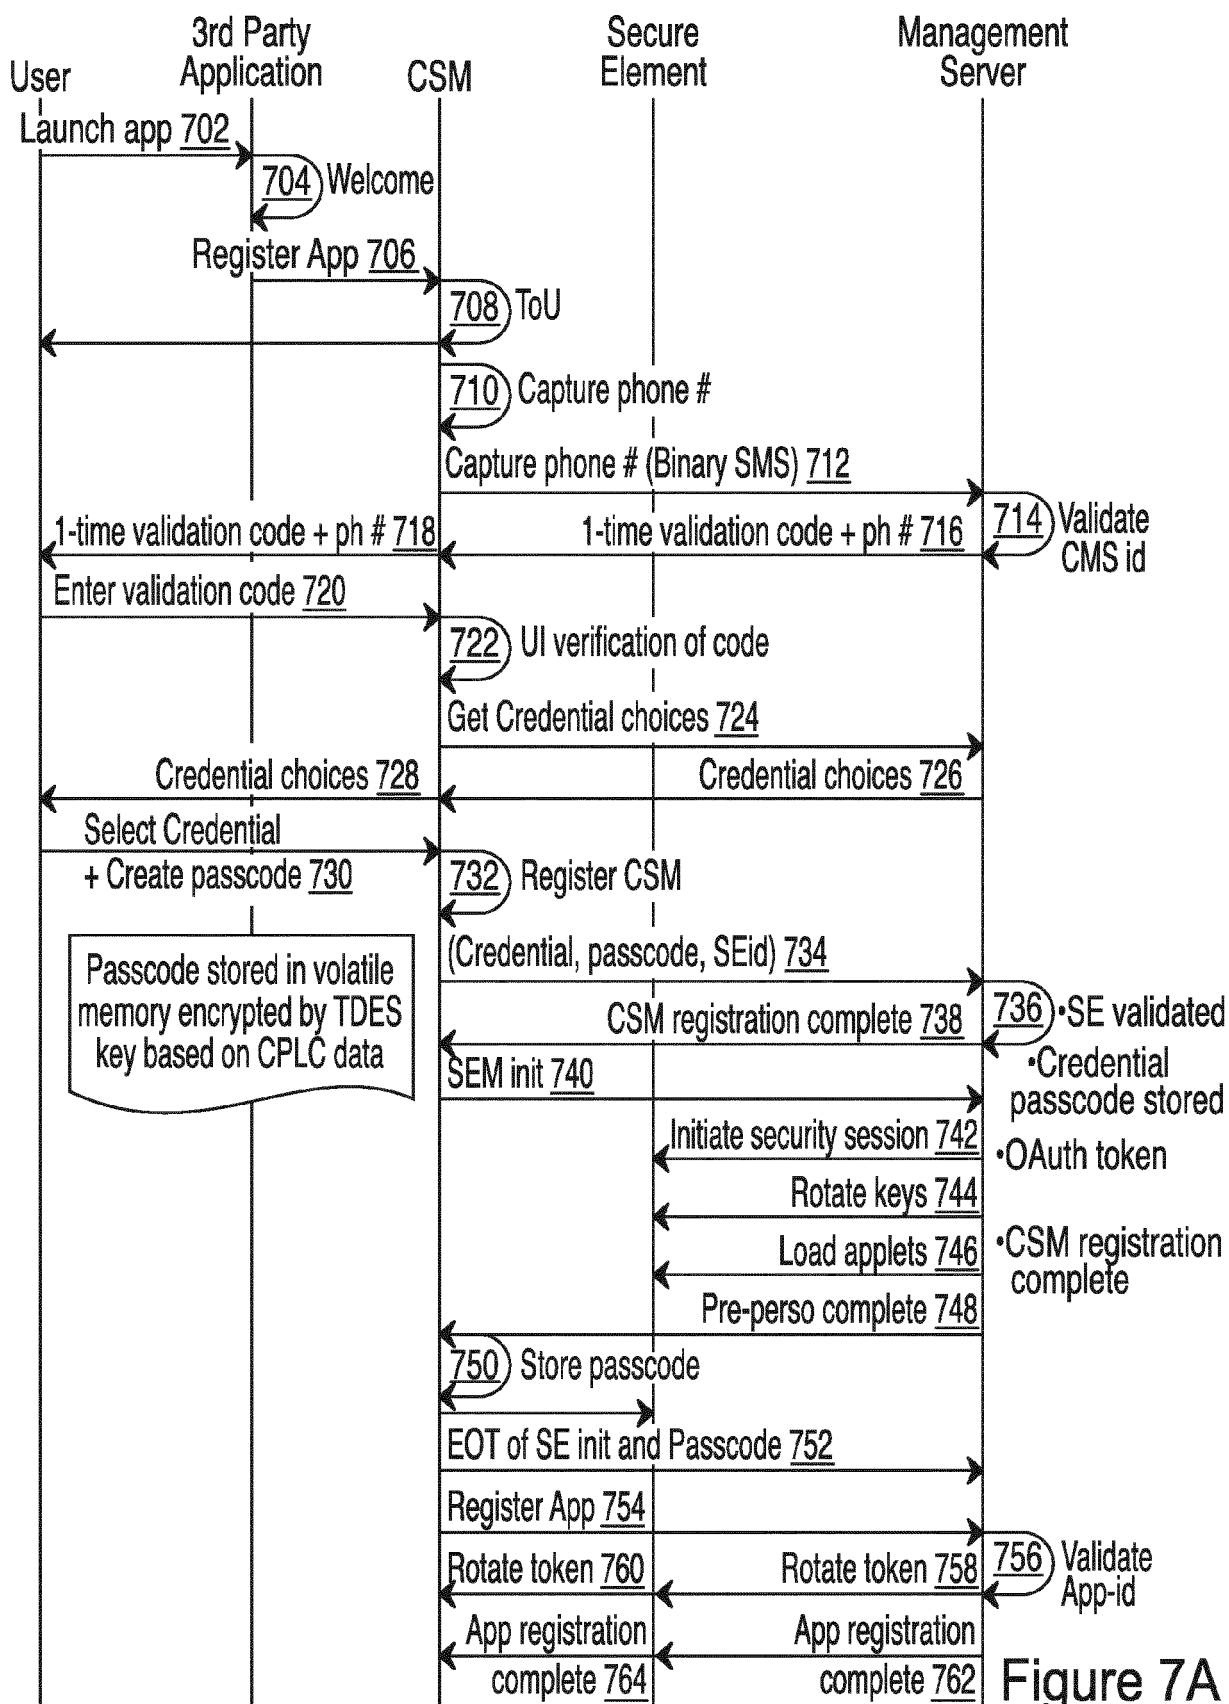 3rd Party
Application
Secure
Element
Management
Server
User
CSM
Launch app 702
704 Welcome
Register App 706
708 ToU
710 Capture phone #
Capture phone # (Binary SMS) 712
714 Validate
CMS id
1-time validation code + ph # 718
1-time validation code + ph # 716
Enter validation code 720
722 UI verification of code
Get Credential choices 724
Credential choices 728
Credential choices 726
Select Credential
+ Create passcode 730
732 Register CSM
Passcode stored in volatile
memory encrypted by TDES
key based on CPLC data
(Credential, passcode, SEid) 734
736 •SE validated
CSM registration complete 738
•Credential
passcode stored
SEM init 740
Initiate security session 742
•OAuth token
Rotate keys 744
Load applets 746
•CSM registration
complete
Pre-perso complete 748
750 Store passcode
EOT of SE init and Passcode 752
Register App 754
756 Validate
App-id
Rotate token 760
Rotate token 758
App registration
complete 764
App registration
complete 762
Figure 7A